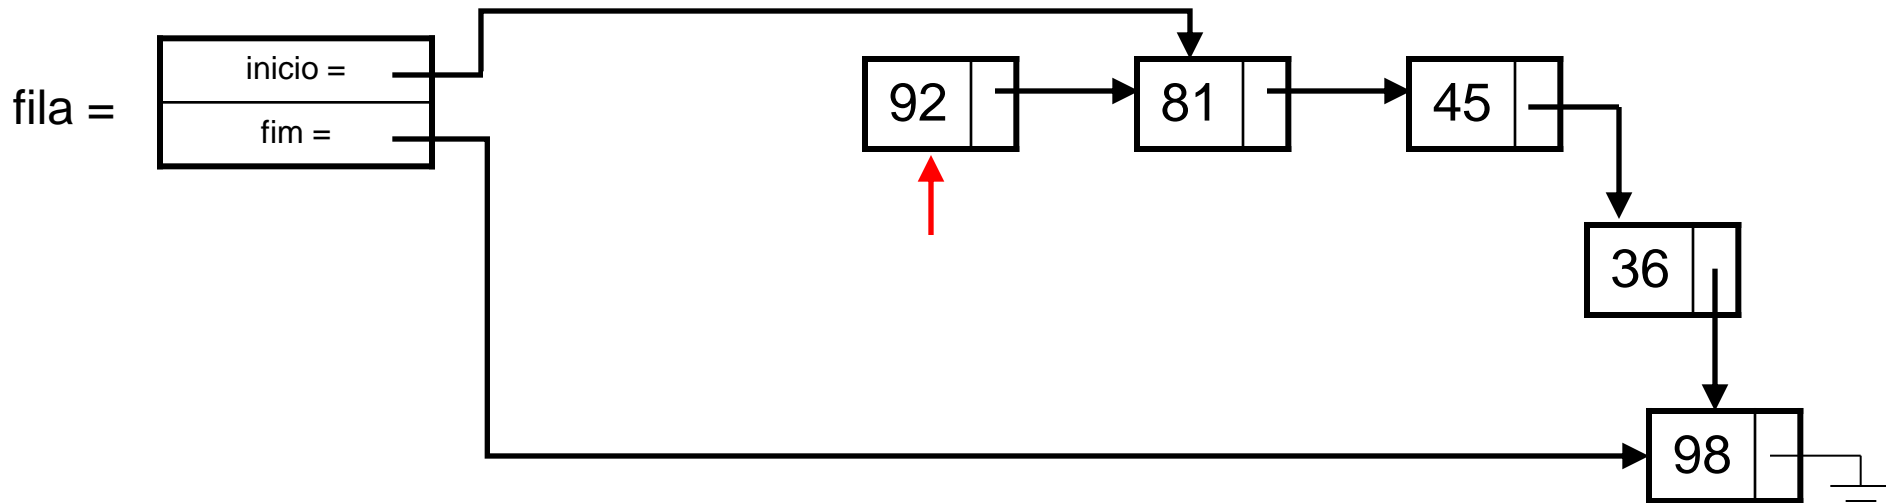 fila =
inicio =
fim =
92
81
45
36
98